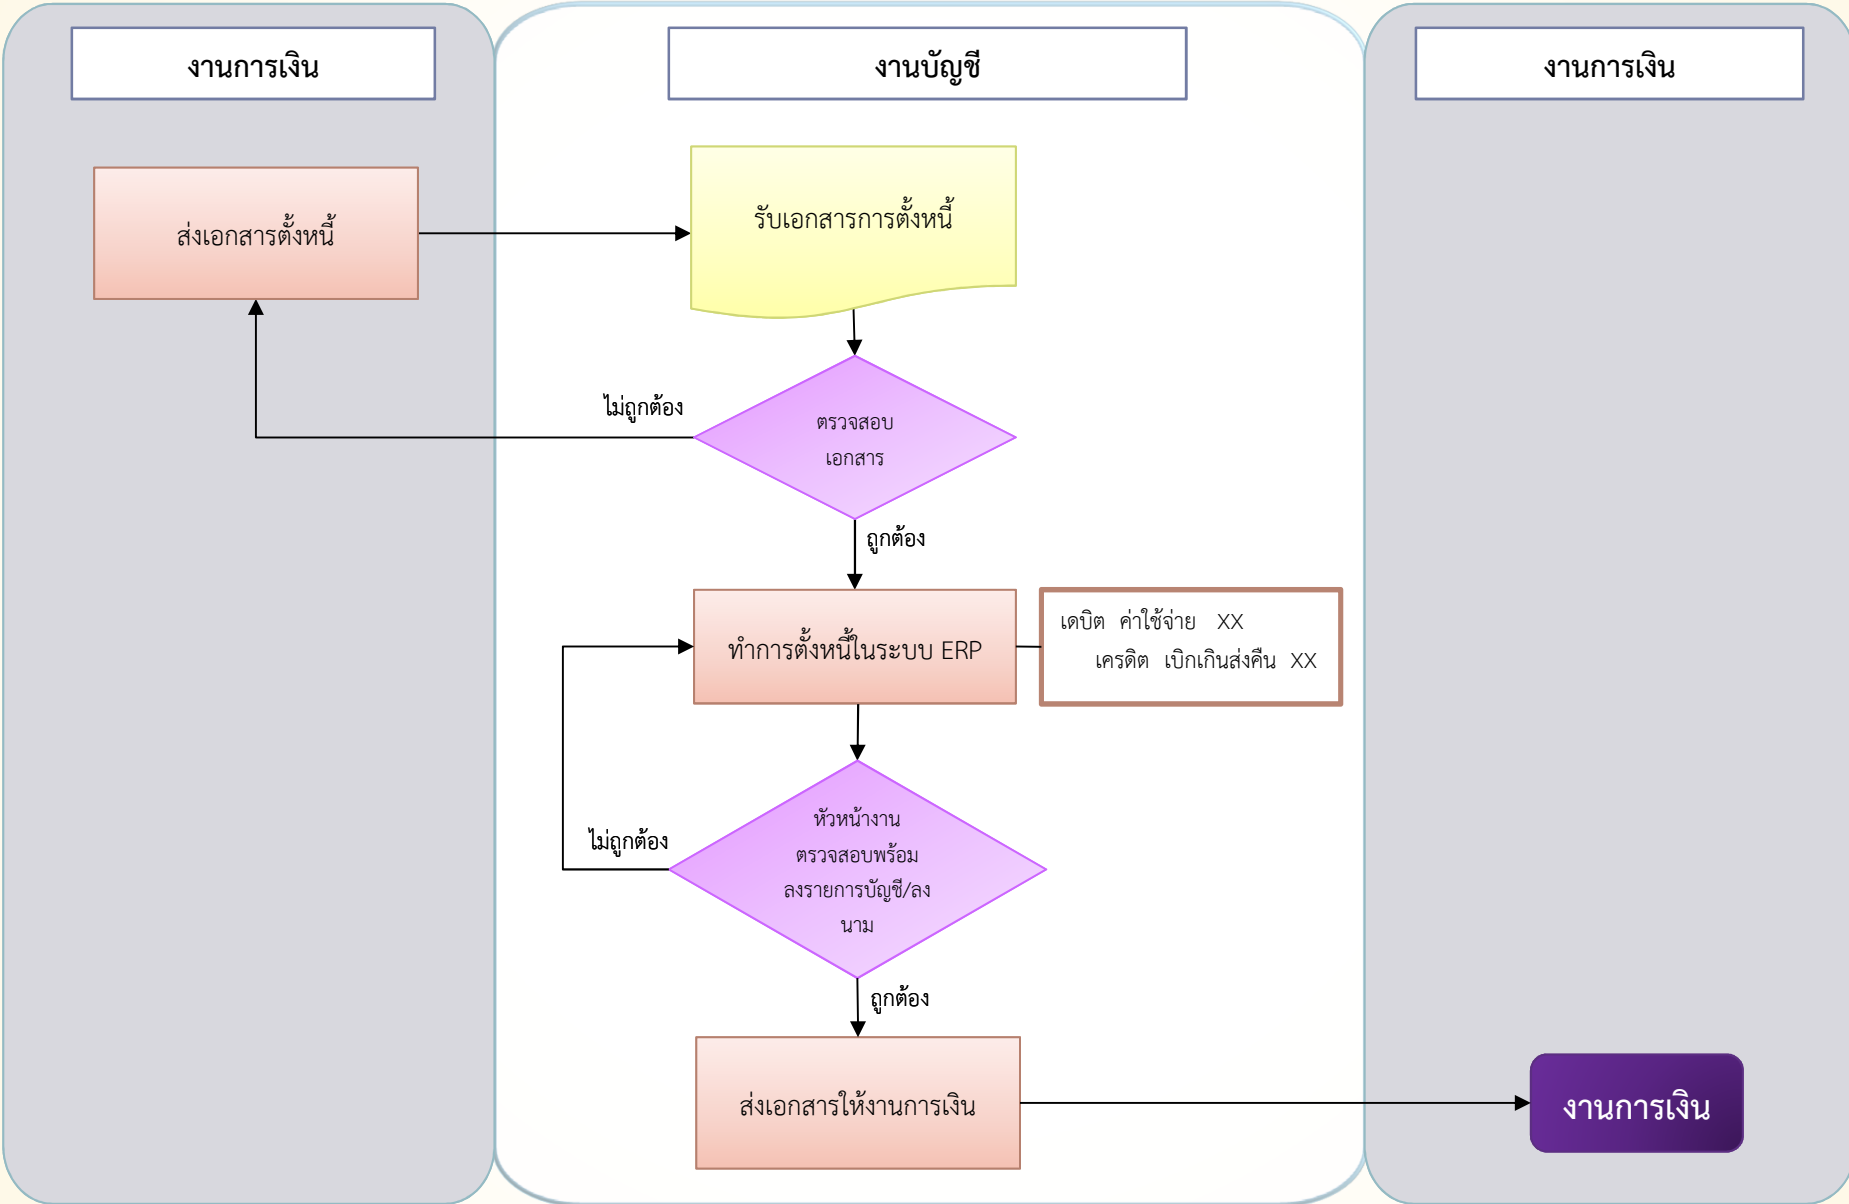 งานการเงิน
งานบัญชี
งานการเงิน
ส่งเอกสารตั้งหนี้
รับเอกสารการตั้งหนี้
ไม่ถูกต้อง
ตรวจสอบ
เอกสาร
ถูกต้อง
ทำการตั้งหนี้ในระบบ ERP
เดบิต ค่าใช้จ่าย XX
เครดิต เบิกเกินส่งคืน XX
ไม่ถูกต้อง
หัวหน้างาน
ตรวจสอบพร้อม
ลงรายการบัญชี/ลง
นาม
ถูกต้อง
ส่งเอกสารให้งานการเงิน
งานการเงิน